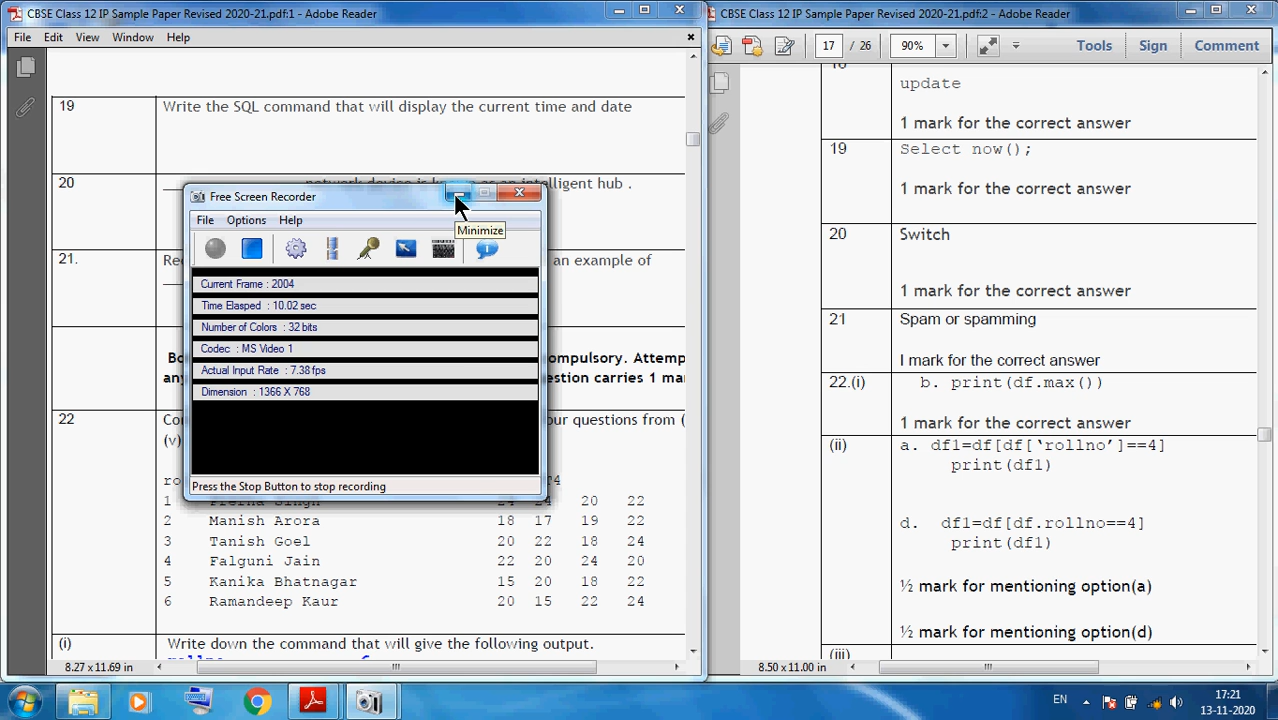 CBSE Class 12 IP Sample Paper Revised 2020-21.pdf:1 - Adobe Reader
File Edit View Window Help
19 Write the SQL command that will display the current time and date
20 network device is known as an intelligent hub .
21. Re an example of
Bo ompulsory. Attemp
any estion carries 1 mar
22 Co our questions from (
(v)
ro 4
1 24 20 22
2 Manish Arora 18 17 19 22
3 Tanish Goel 20 22 18 24
4 Falguni Jain 22 20 24 20
5 Kanika Bhatnagar 15 20 18 22
6 Ramandeep Kaur 20 15 22 24
(i) Write down the command that will give the following output.
8.27 x 11.69 in
Free Screen Recorder
File Options Help
Minimize
Current Frame : 2004
Time Elasped : 10.02 sec
Number of Colors : 32 bits
Codec : MS Video 1
Actual Input Rate : 7.38 fps
Dimension : 1366 X 768
Press the Stop Button to stop recording
CBSE Class 12 IP Sample Paper Revised 2020-21.pdf:2 - Adobe Reader
17 / 26 90% Tools Sign Comment
update
1 mark for the correct answer
19 Select now();
1 mark for the correct answer
20 Switch
1 mark for the correct answer
21 Spam or spamming
I mark for the correct answer
22.(i) b. print(df.max())
1 mark for the correct answer
(ii) a. df1=df[df[‘rollno’]==4]
print(df1)
d. df1=df[df.rollno==4]
print(df1)
½ mark for mentioning option(a)
½ mark for mentioning option(d)
(iii)
8.50 x 11.00 in
EN 17:21
13-11-2020